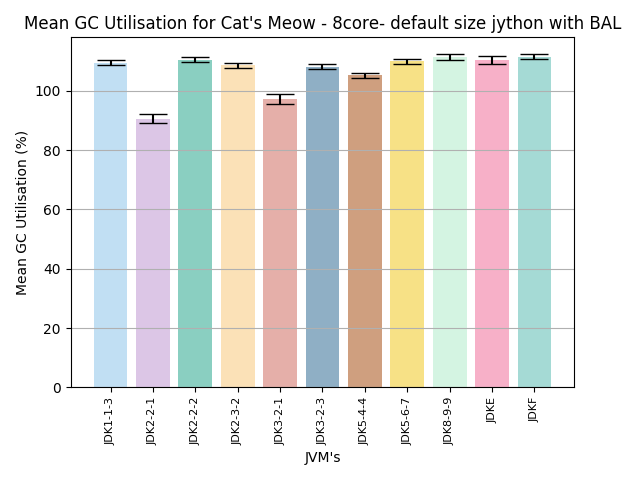 Mean GC Utilisation for Cat's Meow - 8core- default size jython with BAL
Mean GC Utilisation (%)
100
80
60
40
20
0
JDK1-1-3
JDK2-2-1
JDK2-2-2
JDK2-3-2
JDK3-2-1
JDK3-2-3
JDK5-4-4
JDK5-6-7
JDK8-9-9
JDKE
JDKF
JVM's